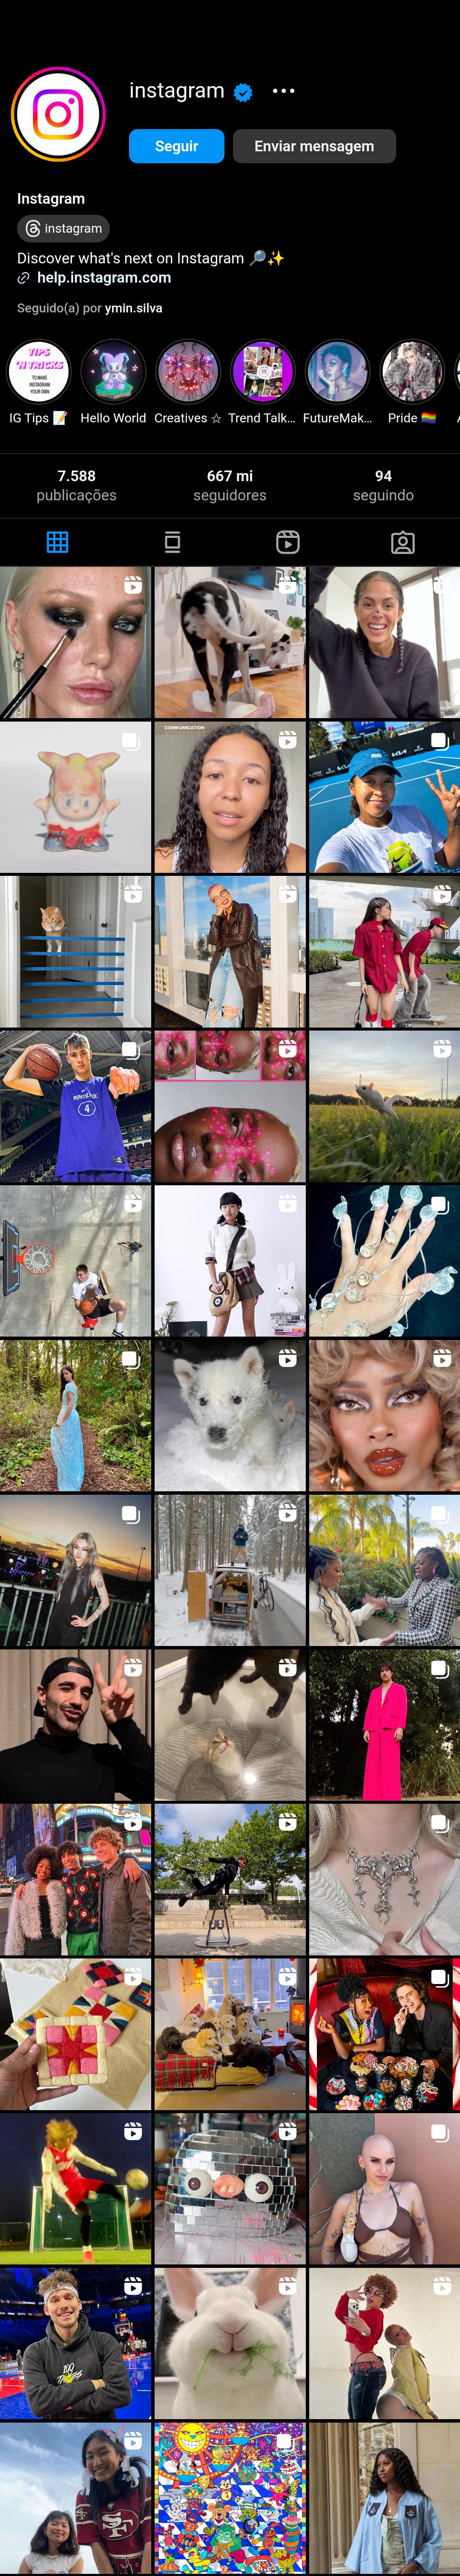 instagram
Seguir
Enviar mensagem
Instagram
instagram
Discover what's next on Instagram 🔎✨
help.instagram.com
Seguido(a) por ymin.silva
TIPS
'N TRICKS
TO MAKE
INSTAGRAM
YOUR OWN
IG Tips 📝
Hello World
Creatives ☆
Trend Talk...
FutureMak...
Pride 🏳️‍🌈
7.588
667 mi
94
publicações
seguidores
seguindo
COMMUNICATION
4
SF